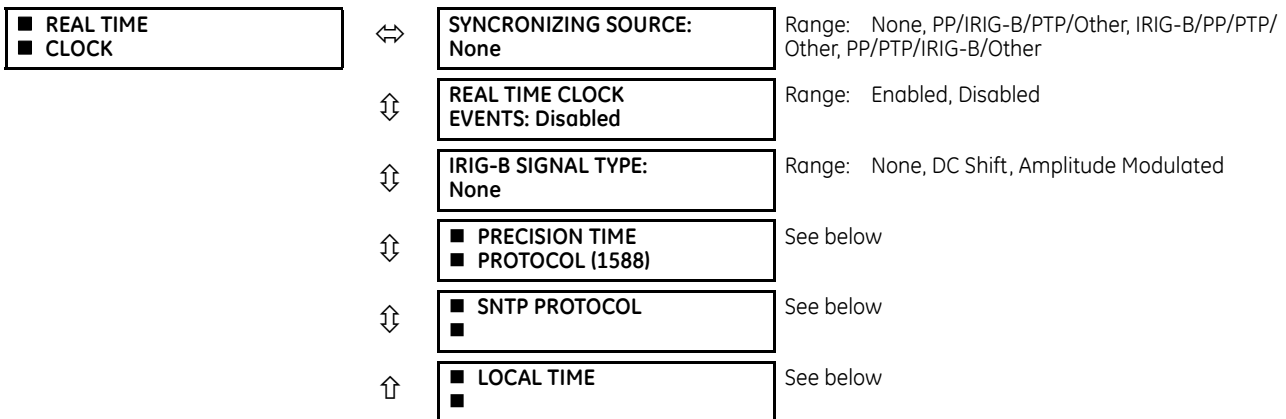 ■ REAL TIME
■ CLOCK
SYNCRONIZING SOURCE:
None
Range: None, PP/IRIG-B/PTP/Other, IRIG-B/PP/PTP/
Other, PP/PTP/IRIG-B/Other
REAL TIME CLOCK
EVENTS: Disabled
Range: Enabled, Disabled
IRIG-B SIGNAL TYPE:
None
Range: None, DC Shift, Amplitude Modulated
■ PRECISION TIME
■ PROTOCOL (1588)
See below
■ SNTP PROTOCOL
■
See below
■ LOCAL TIME
■
See below